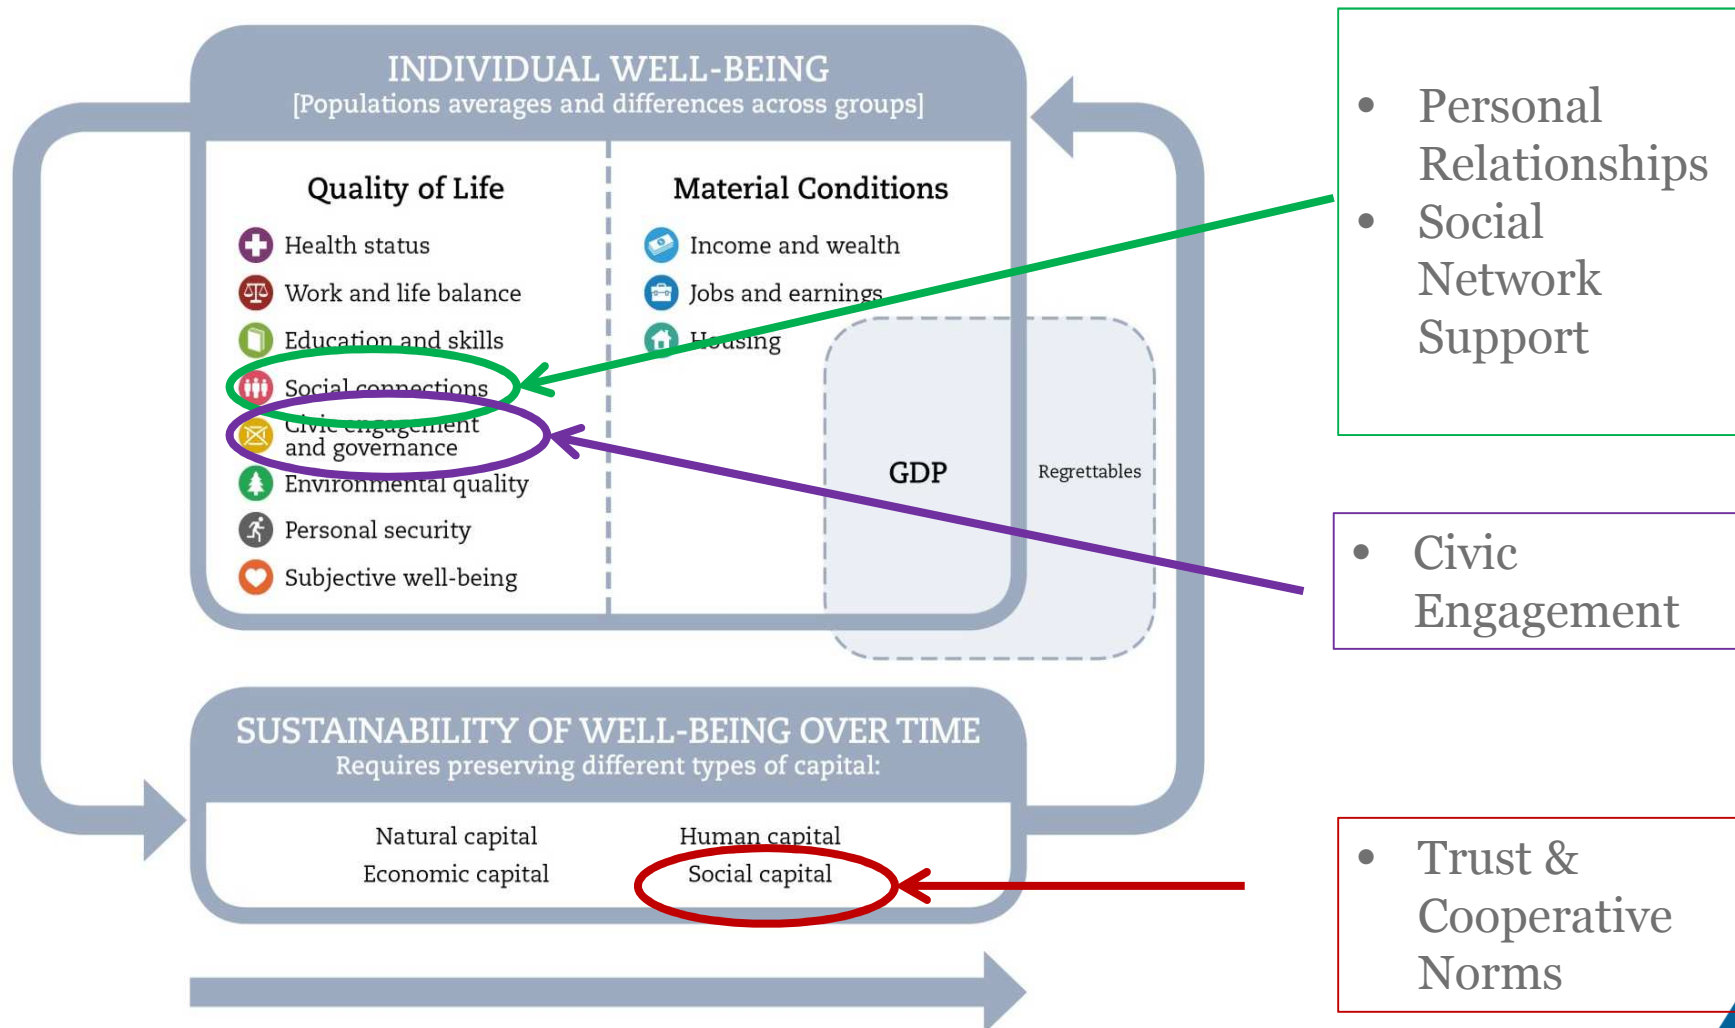 INDIVIDUAL WELL-BEING
[Populations averages and differences across groups]
Quality of Life
Health status
Work and life balance
Education and skills
Social connections
Civic engagement
and governance
Environmental quality
Personal security
Subjective well-being
Material Conditions
Income and wealth
Jobs and earnings
Housing
GDP
Regrettables
SUSTAINABILITY OF WELL-BEING OVER TIME
Requires preserving different types of capital:
Natural capital
Human capital
Economic capital
Social capital
• Personal
Relationships
• Social
Network
Support
• Civic
Engagement
• Trust &
Cooperative
Norms